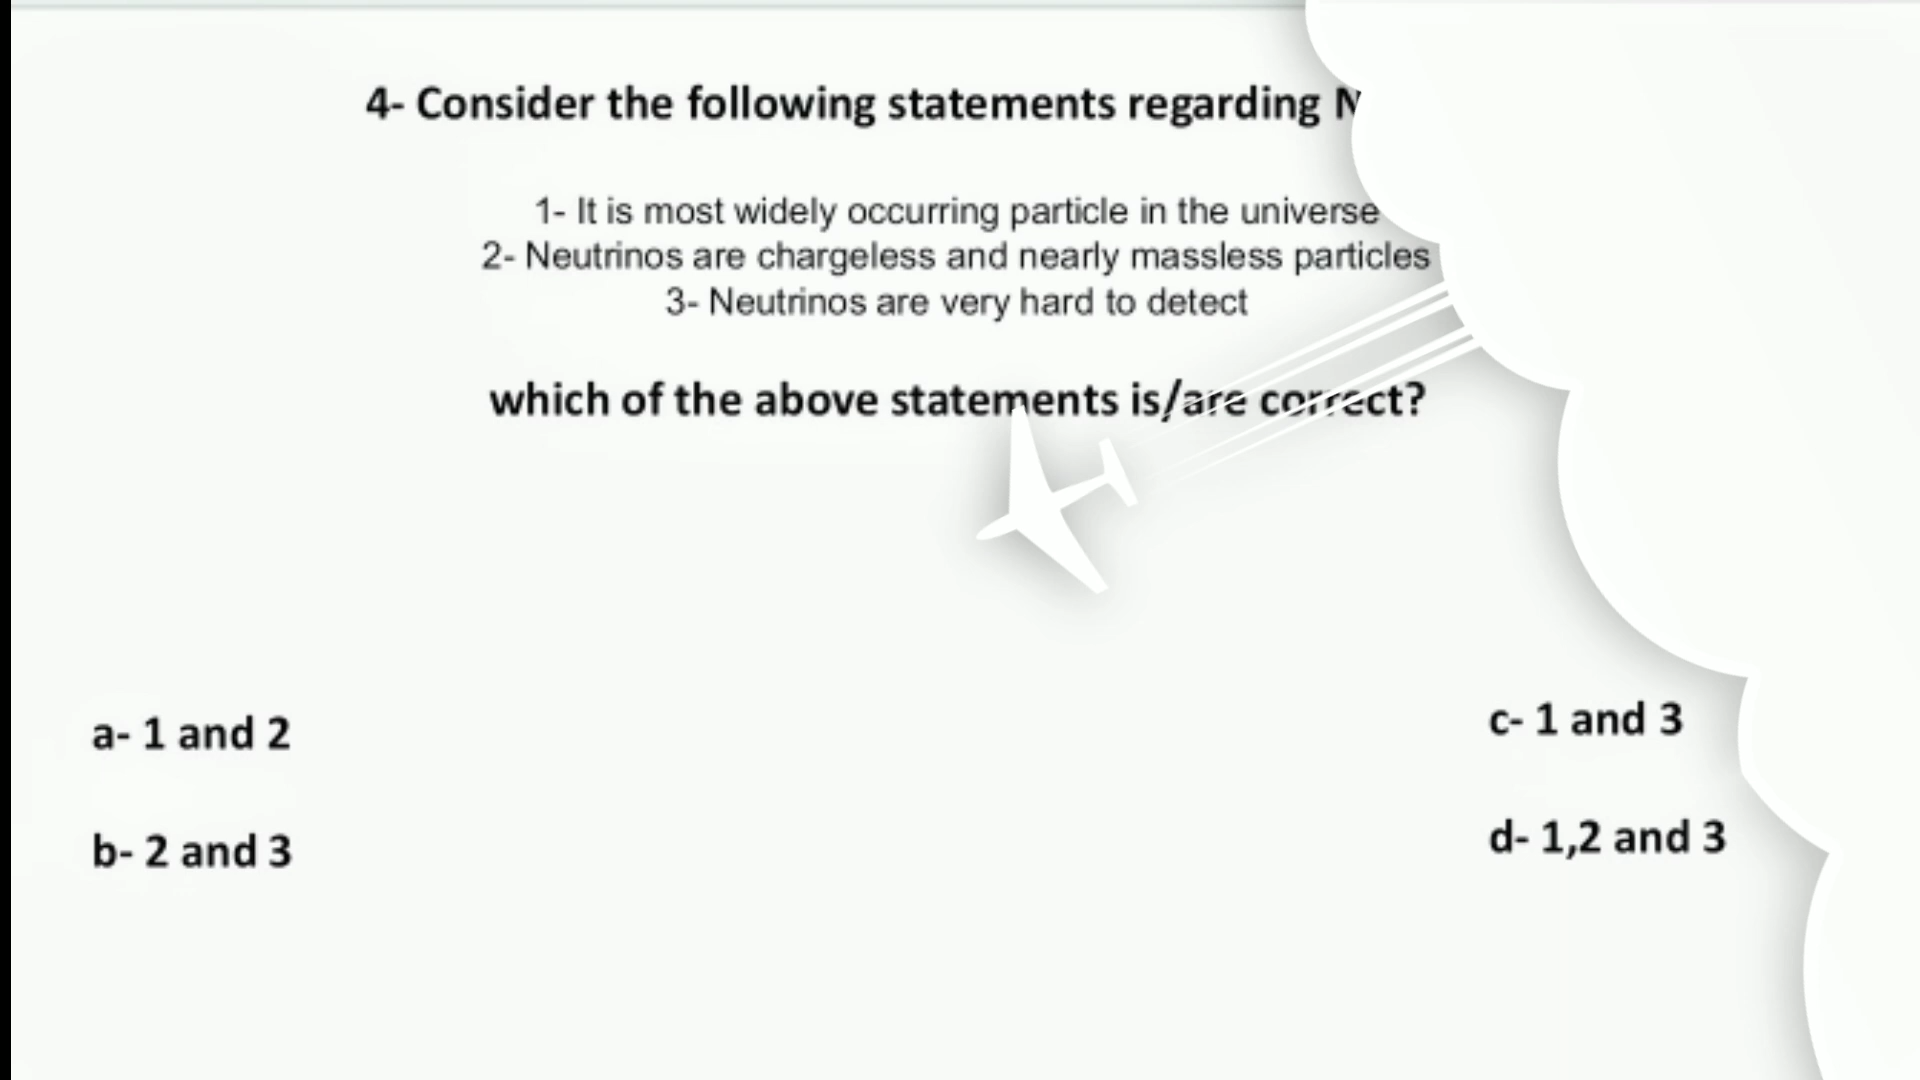 4- Consider the following statements regarding
1- It is most widely occurring particle in the universe
2- Neutrinos are chargeless and nearly massless particles
3- Neutrinos are very hard to detect
which of the above statements is/are correct?
a- 1 and 2
c- 1 and 3
b- 2 and 3
d- 1,2 and 3